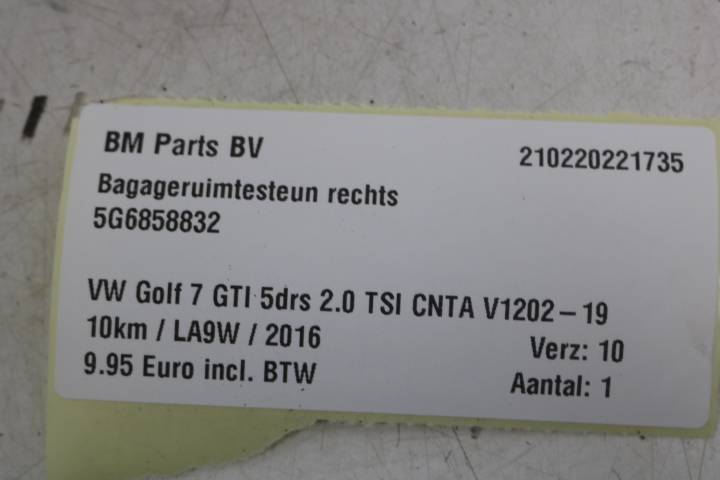 BM Parts BV 210220221735
Bagageruimtesteun rechts
5G6858832
VW Golf 7 GTI 5drs 2.0 TSI CNTA V1202-19
10km / LA9W / 2016 Verz: 10
9.95 Euro incl. BTW Aantal: 1